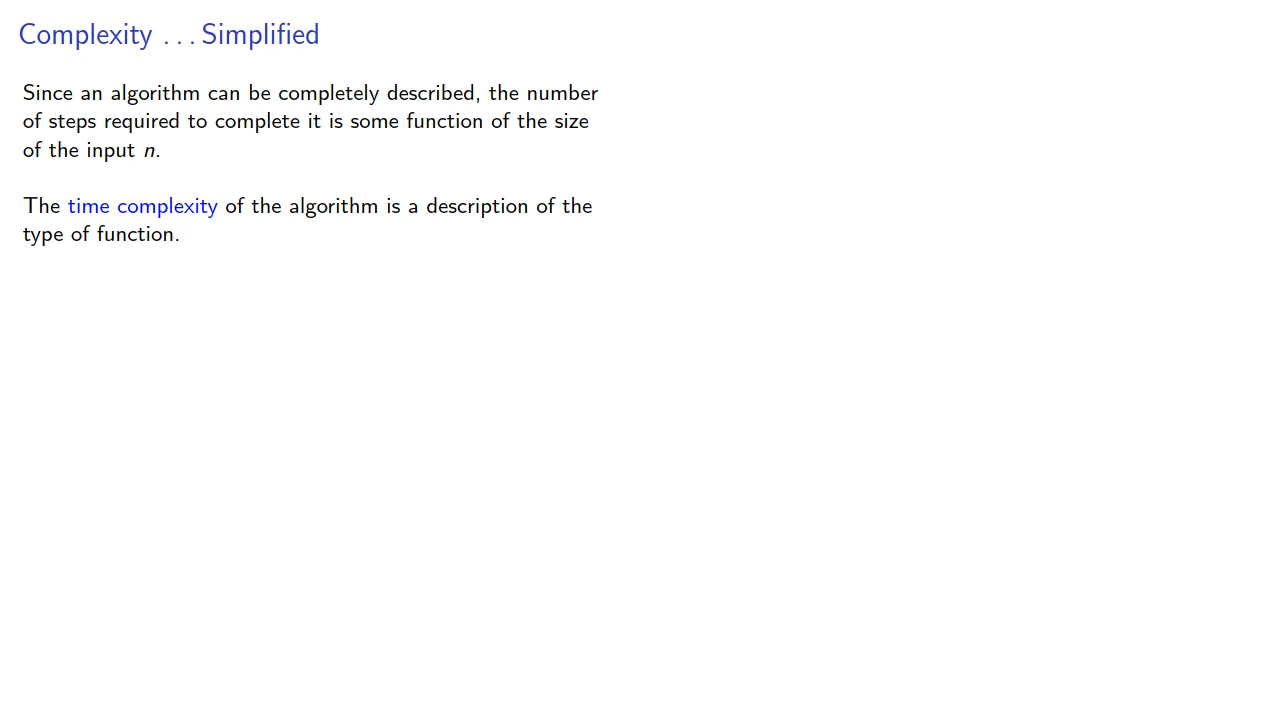 Complexity . . . Simplified
Since an algorithm can be completely described, the number
of steps required to complete it is some function of the size
of the input n.
The time complexity of the algorithm is a description of the
type of function.